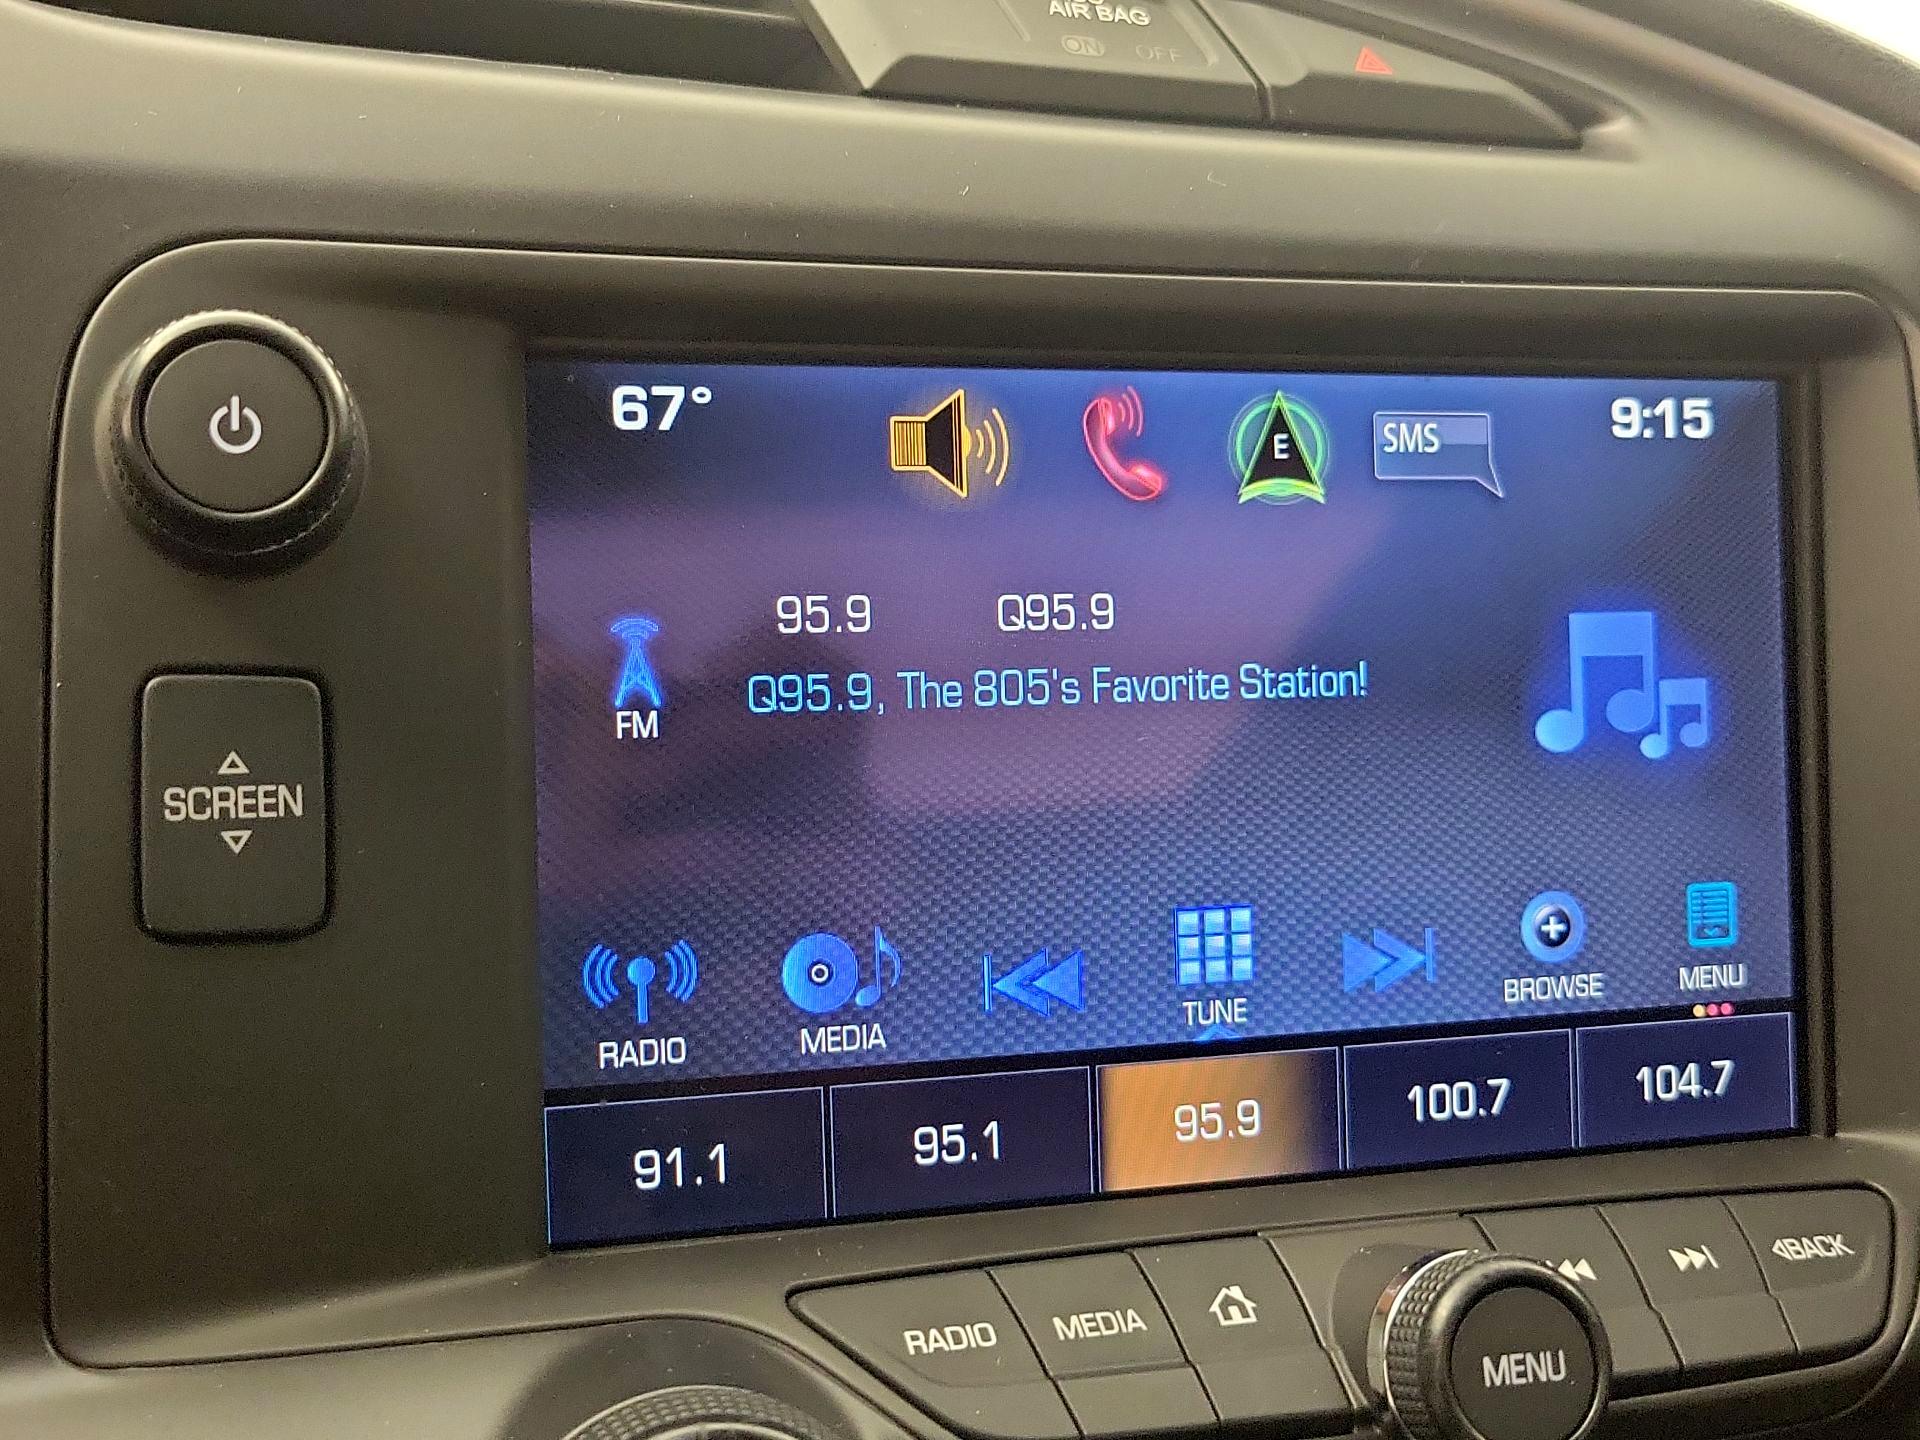 AIR BAG
ON OFF
67°
E
SMS
9:15
95.9 Q95.9
Q95.9, The 805's Favorite Station!
FM
SCREEN
RADIO
MEDIA
TUNE
BROWSE
MENU
91.1
95.1
95.9
100.7
104.7
RADIO
MEDIA
MENU
BACK